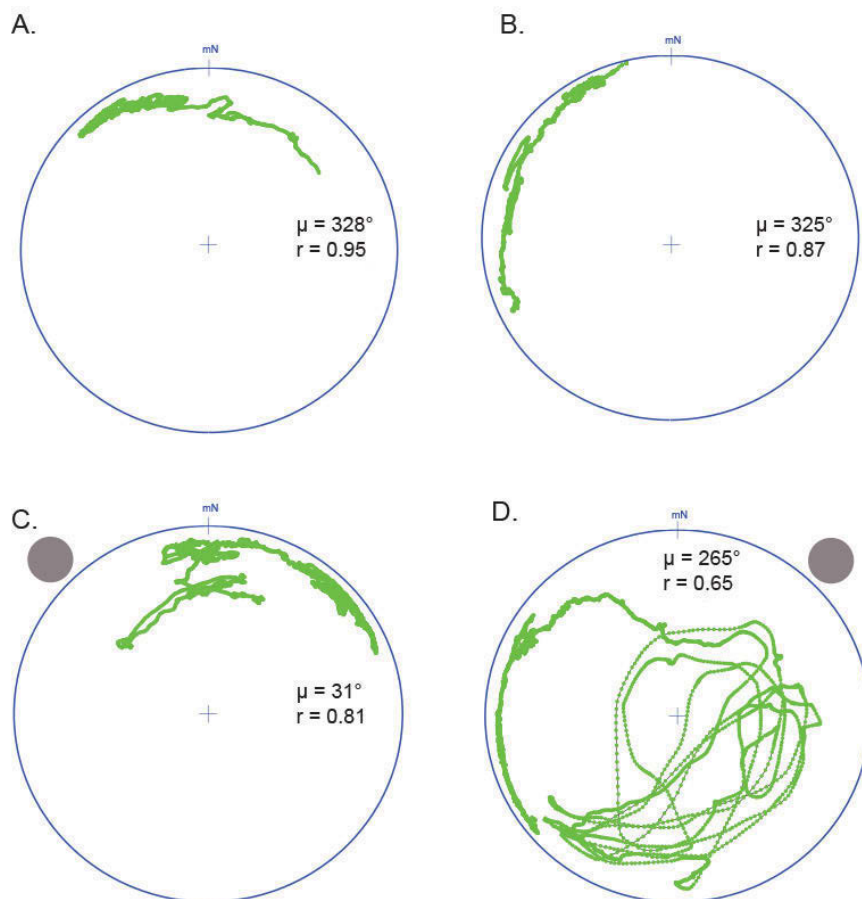 A.
mN
μ = 328°
r = 0.95
B.
mN
μ = 325°
r = 0.87
C.
mN
μ = 31°
r = 0.81
D.
mN
μ = 265°
r = 0.65